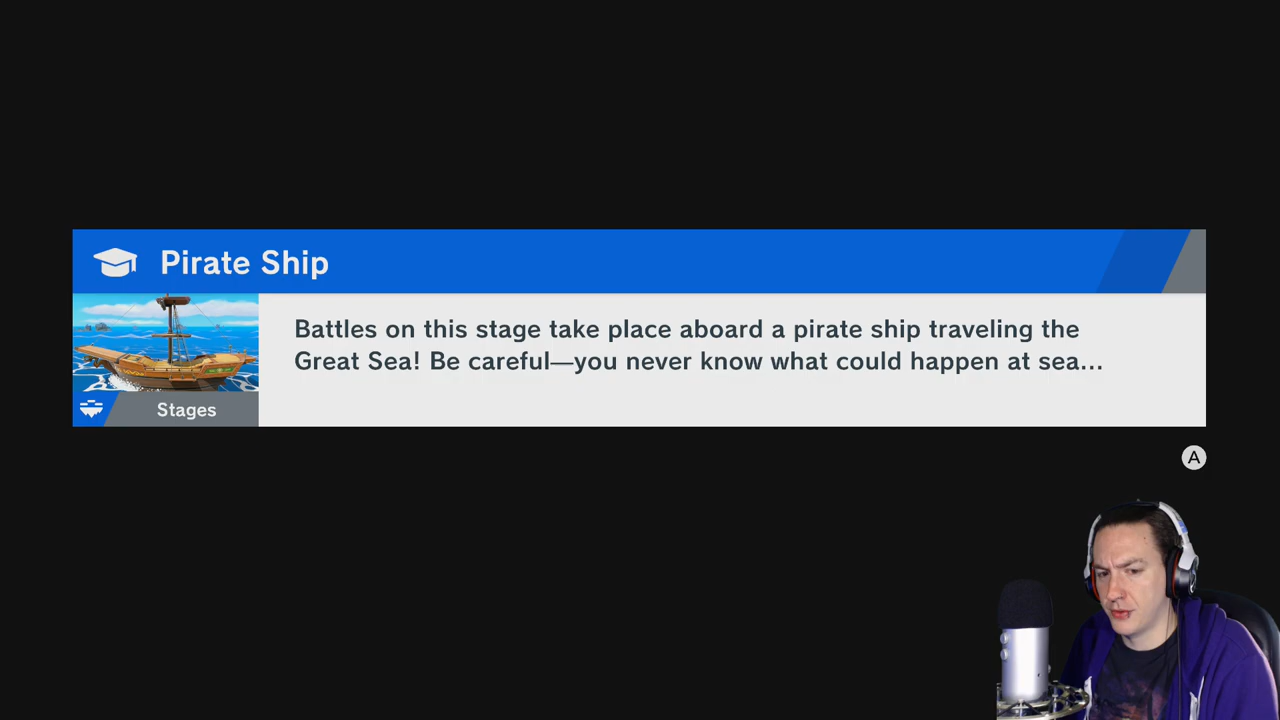 Pirate Ship
Battles on this stage take place aboard a pirate ship traveling the
Great Sea! Be careful—you never know what could happen at sea...
Stages
A